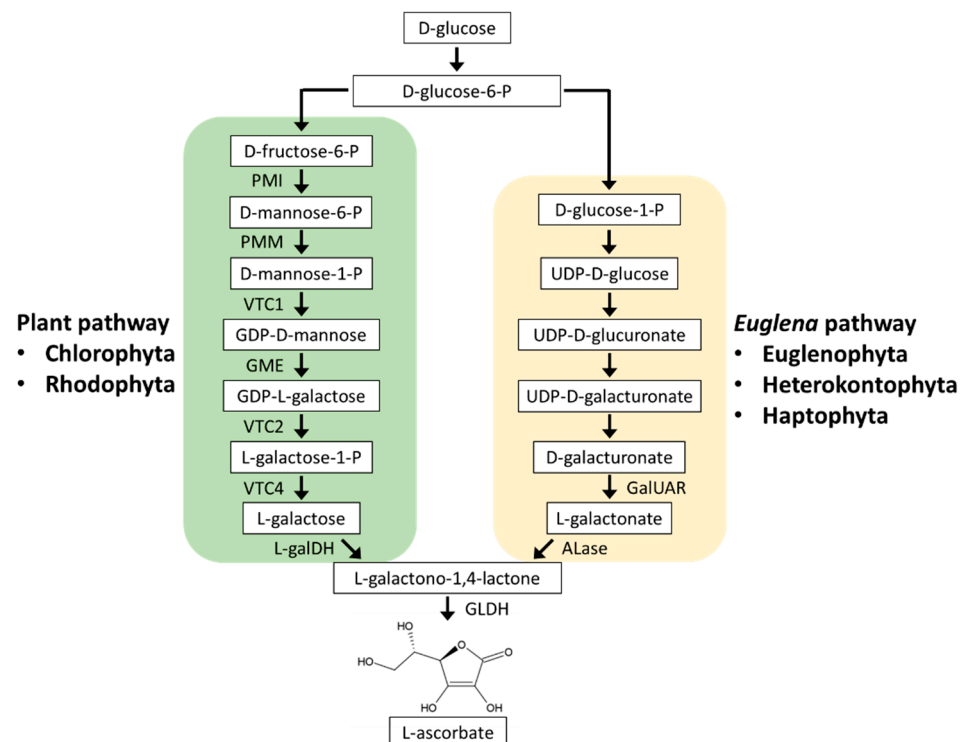 D-glucose
D-glucose-6-P
D-fructose-6-P
PMI
D-mannose-6-P
PMM
D-mannose-1-P
VTC1
GDP-D-mannose
GME
GDP-L-galactose
VTC2
L-galactose-1-P
VTC4
L-galactose
L-galDH
Plant pathway
• Chlorophyta
• Rhodophyta
D-glucose-1-P
UDP-D-glucose
UDP-D-glucuronate
UDP-D-galacturonate
D-galacturonate
GalUAR
L-galactonate
ALase
Euglena pathway
• Euglenophyta
• Heterokontophyta
• Haptophyta
L-galactono-1,4-lactone
GLDH
HO
HO
O
O
HO
OH
L-ascorbate